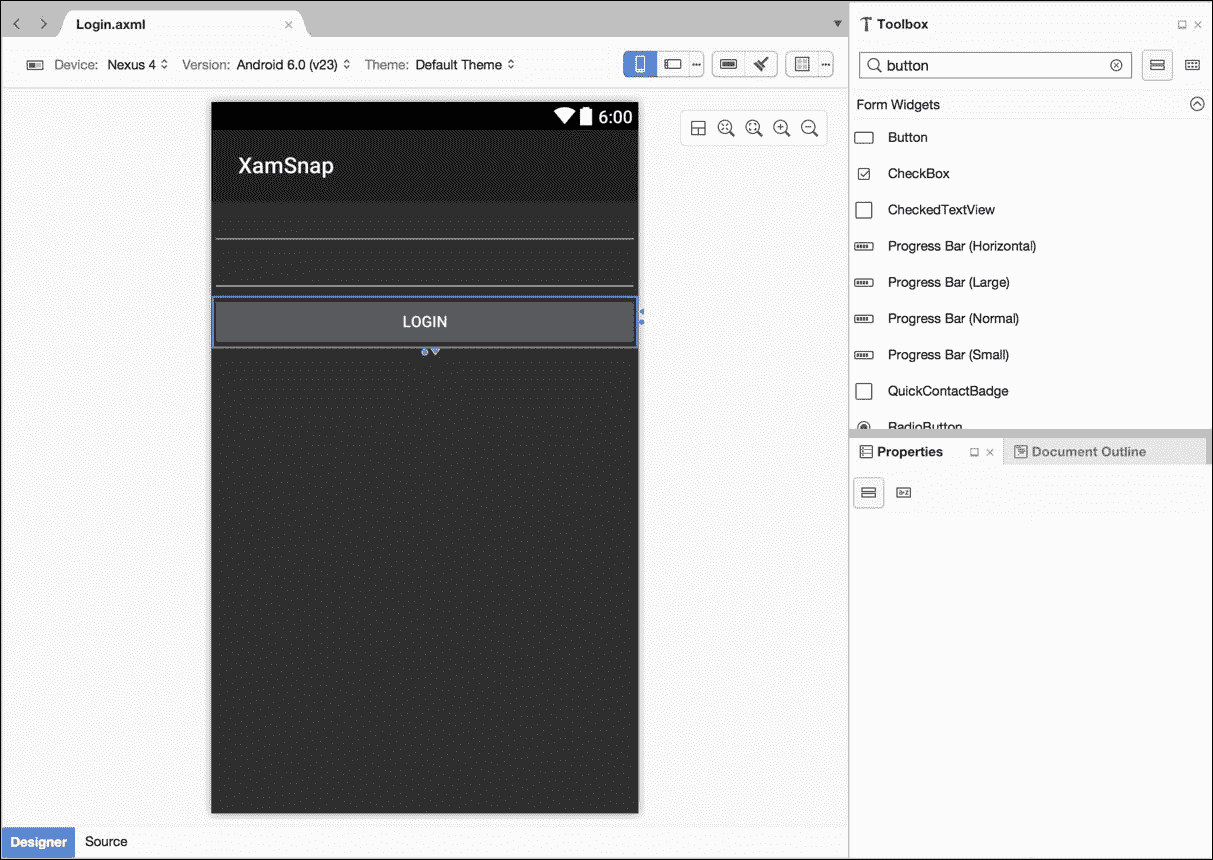 Login.axml
Device: Nexus 4 Version: Android 6.0 (v23) Theme: Default Theme
6:00
XamSnap
LOGIN
Designer Source
Toolbox
button
Form Widgets
Button
CheckBox
CheckedTextView
Progress Bar (Horizontal)
Progress Bar (Large)
Progress Bar (Normal)
Progress Bar (Small)
QuickContactBadge
RadioButton
Properties Document Outline